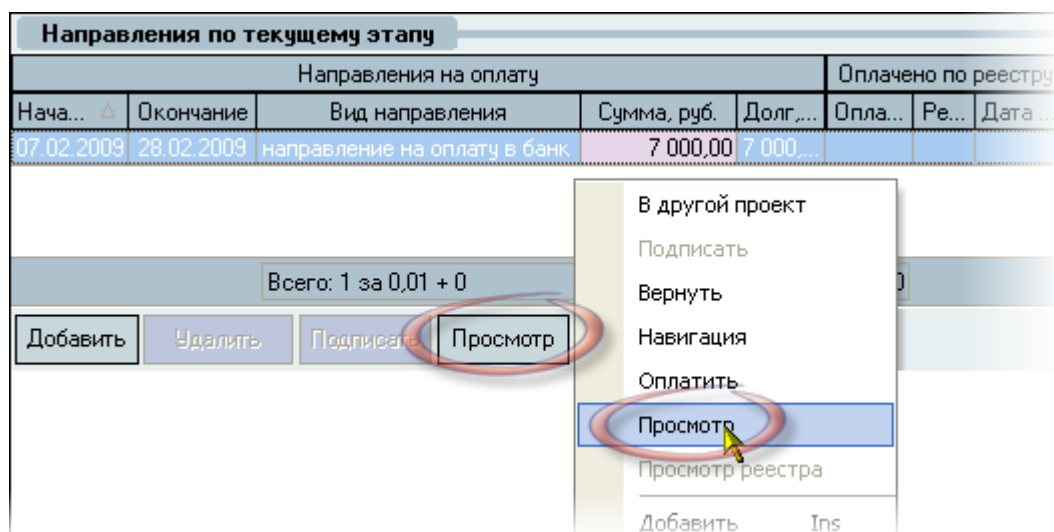 Направления по текущему этапу
Направления на оплату Оплачено по реестру
Нача... Окончание Вид направления Сумма, руб. Долг,... Опла... Ре... Дата ...
07.02.2009 28.02.2009 направление на оплату в банк 7 000,00 7 000,...
В другой проект
Подписать
Всего: 1 за 0,01 + 0
Вернуть
Добавить Удалить Подписать Просмотр
Навигация
Оплатить
Просмотр
Просмотр реестра
Добавить Ins